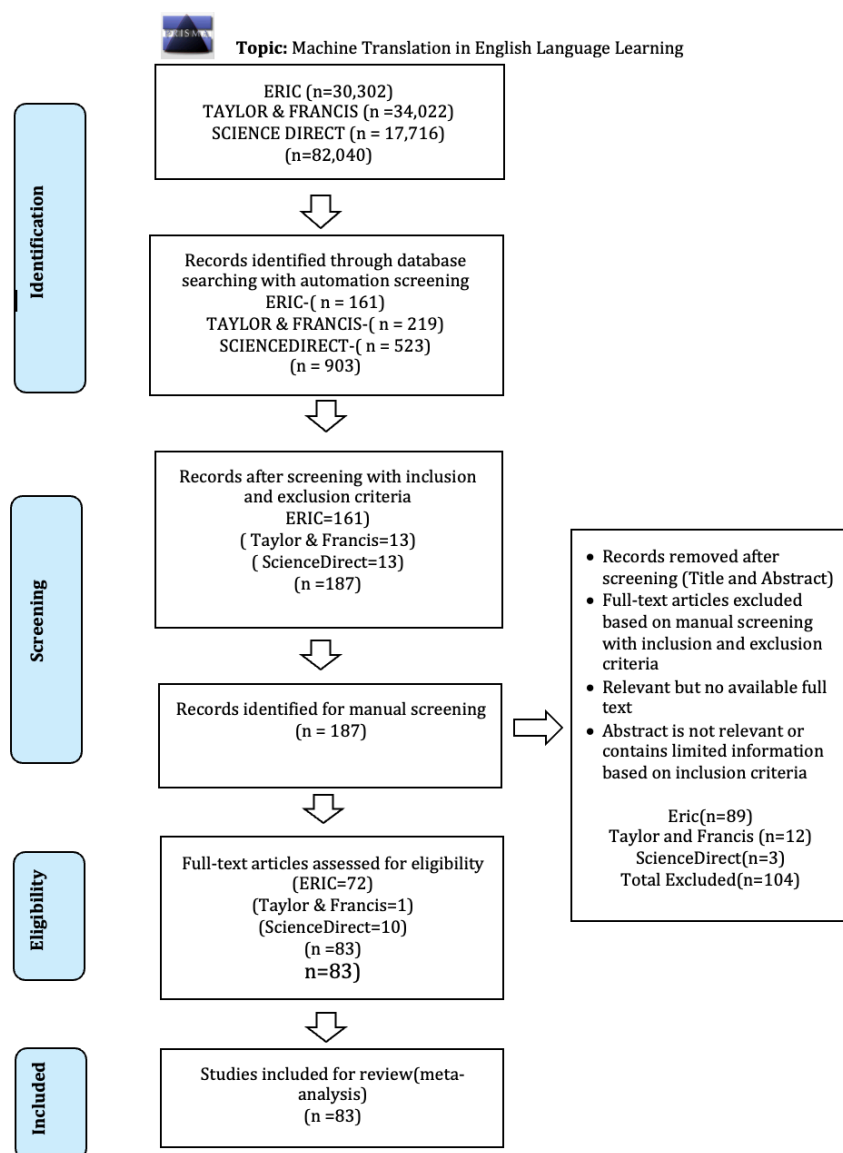 PRISMA
Topic: Machine Translation in English Language Learning
Identification
ERIC (n=30,302)
TAYLOR & FRANCIS (n =34,022)
SCIENCE DIRECT (n = 17,716)
(n=82,040)
Records identified through database
searching with automation screening
ERIC-( n = 161)
TAYLOR & FRANCIS-( n = 219)
SCIENCEDIRECT-( n = 523)
(n = 903)
Screening
Records after screening with inclusion
and exclusion criteria
ERIC=161)
( Taylor & Francis=13)
( ScienceDirect=13)
(n =187)
Records identified for manual screening
(n = 187)
• Records removed after
screening (Title and Abstract)
• Full-text articles excluded
based on manual screening
with inclusion and exclusion
criteria
• Relevant but no available full
text
• Abstract is not relevant or
contains limited information
based on inclusion criteria
Eric(n=89)
Taylor and Francis (n=12)
ScienceDirect(n=3)
Total Excluded(n=104)
Eligibility
Full-text articles assessed for eligibility
(ERIC=72)
(Taylor & Francis=1)
(ScienceDirect=10)
(n =83)
n=83)
Included
Studies included for review(meta-
analysis)
(n =83)